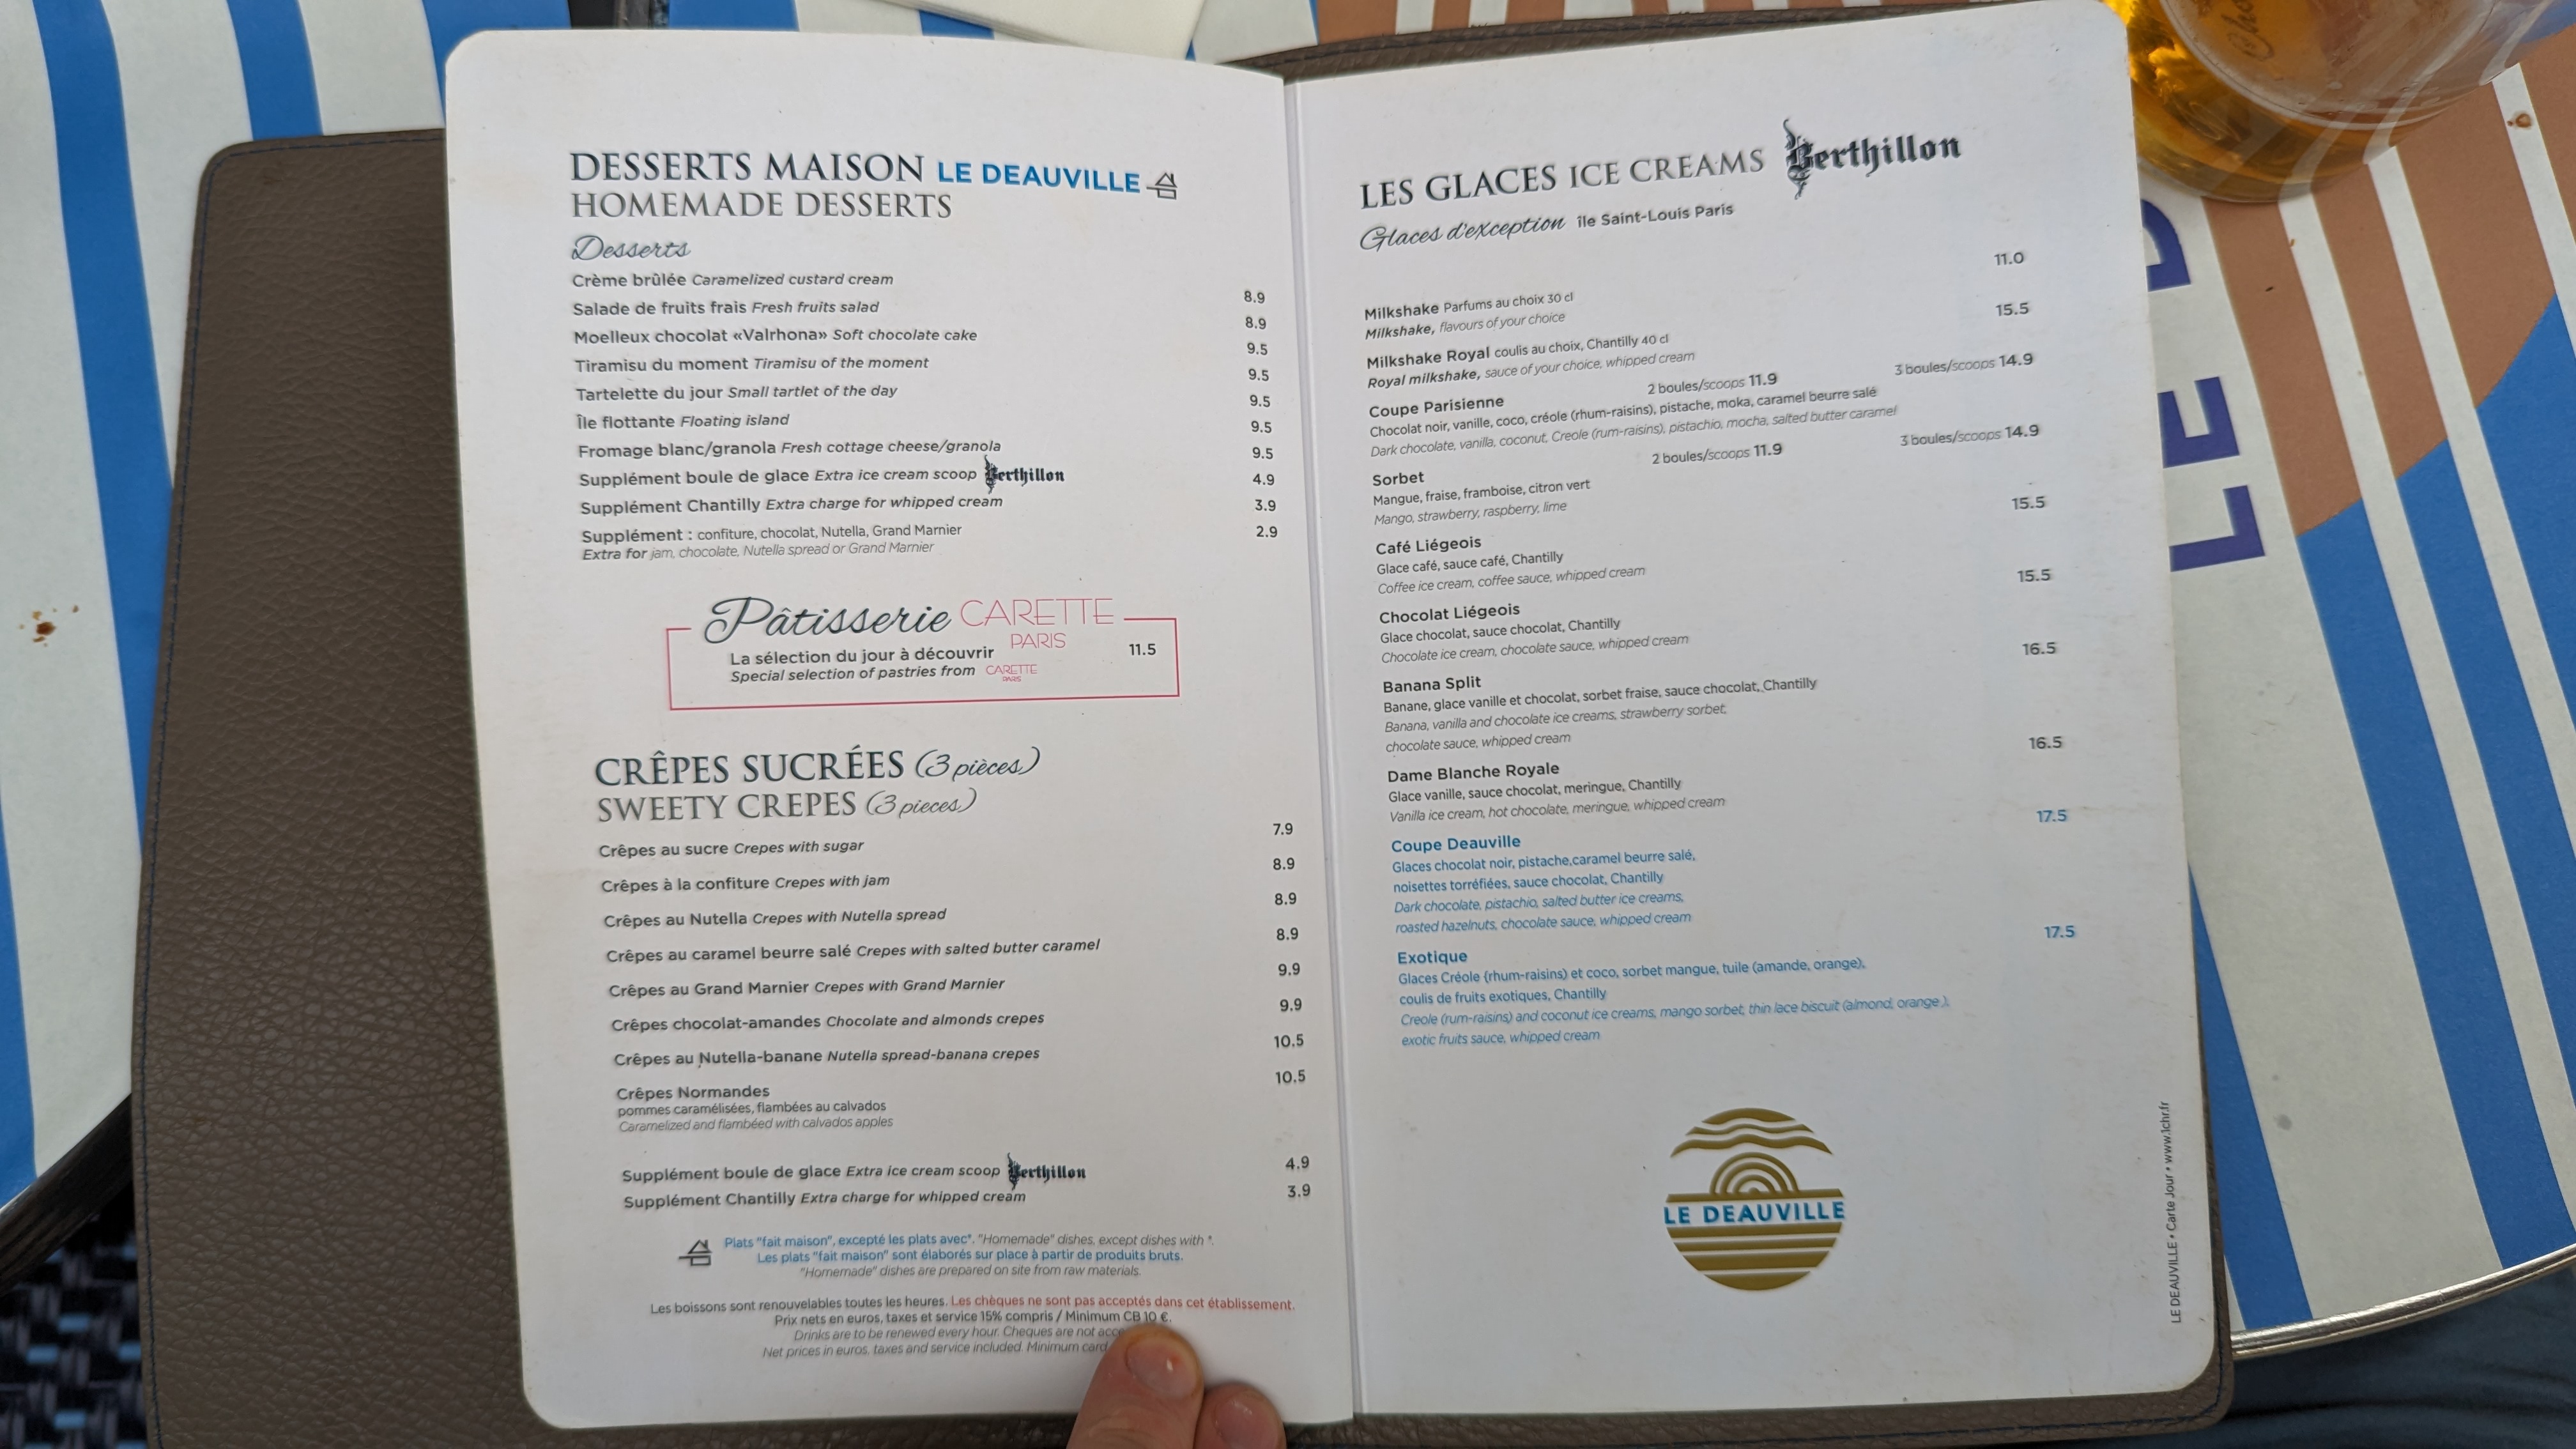 DESSERTS MAISON LE DEAUVILLE
HOMEMADE DESSERTS
Desserts
Crème brûlée Caramelized custard cream 8.9
Salade de fruits frais Fresh fruits salad 8.9
Moelleux chocolat «Valrhona» Soft chocolate cake 9.5
Tiramisu du moment Tiramisu of the moment 9.5
Tartelette du jour Small tartlet of the day 9.5
Île flottante Floating island 9.5
Fromage blanc/granola Fresh cottage cheese/granola 9.5
Supplément boule de glace Extra ice cream scoop Berthillon 4.9
Supplément Chantilly Extra charge for whipped cream 3.9
Supplément : confiture, chocolat, Nutella, Grand Marnier 2.9
Extra for jam, chocolate, Nutella spread or Grand Marnier
Pâtisserie CARETTE
PARIS
La sélection du jour à découvrir 11.5
Special selection of pastries from CARETTE
PARIS
CRÊPES SUCRÉES (3 pièces)
SWEETY CREPES (3 pieces)
Crêpes au sucre Crepes with sugar 7.9
Crêpes à la confiture Crepes with jam 8.9
Crêpes au Nutella Crepes with Nutella spread 8.9
Crêpes au caramel beurre salé Crepes with salted butter caramel 8.9
Crêpes au Grand Marnier Crepes with Grand Marnier 9.9
Crêpes chocolat-amandes Chocolate and almonds crepes 9.9
Crêpes au Nutella-banane Nutella spread-banana crepes 10.5
Crêpes Normandes 10.5
pommes caramélisées, flambées au calvados
Caramelized and flambéed with calvados apples
Supplément boule de glace Extra ice cream scoop Berthillon 4.9
Supplément Chantilly Extra charge for whipped cream 3.9
Plats "fait maison", excepté les plats avec*. "Homemade" dishes, except dishes with *.
Les plats "fait maison" sont élaborés sur place à partir de produits bruts.
"Homemade" dishes are prepared on site from raw materials.
Les boissons sont renouvelables toutes les heures. Les chèques ne sont pas acceptés dans cet établissement.
Prix nets en euros, taxes et service 15% compris / Minimum CB 10 €.
Drinks are to be renewed every hour. Cheques are not
Net prices in euros, taxes and service included. Minimum card
LES GLACES ICE CREAMS Berthillon
Glaces d'exception île Saint-Louis Paris
Milkshake Parfums au choix 30 cl 11.0
Milkshake, flavours of your choice
Milkshake Royal coulis au choix, Chantilly 40 cl 15.5
Royal milkshake, sauce of your choice, whipped cream
Coupe Parisienne 2 boules/scoops 11.9 3 boules/scoops 14.9
Chocolat noir, vanille, coco, créole (rhum-raisins), pistache, moka, caramel beurre salé
Dark chocolate, vanilla, coconut, Creole (rum-raisins), pistachio, mocha, salted butter caramel
Sorbet 2 boules/scoops 11.9 3 boules/scoops 14.9
Mangue, fraise, framboise, citron vert
Mango, strawberry, raspberry, lime
Café Liégeois 15.5
Glace café, sauce café, Chantilly
Coffee ice cream, coffee sauce, whipped cream
Chocolat Liégeois 15.5
Glace chocolat, sauce chocolat, Chantilly
Chocolate ice cream, chocolate sauce, whipped cream
Banana Split 16.5
Banane, glace vanille et chocolat, sorbet fraise, sauce chocolat, Chantilly
Banana, vanilla and chocolate ice creams, strawberry sorbet,
chocolate sauce, whipped cream
Dame Blanche Royale 16.5
Glace vanille, sauce chocolat, meringue, Chantilly
Vanilla ice cream, hot chocolate, meringue, whipped cream
Coupe Deauville 17.5
Glaces chocolat noir, pistache,caramel beurre salé,
noisettes torréfiées, sauce chocolat, Chantilly
Dark chocolate, pistachio, salted butter ice creams,
roasted hazelnuts, chocolate sauce, whipped cream
Exotique 17.5
Glaces Créole (rhum-raisins) et coco, sorbet mangue, tuile (amande, orange),
coulis de fruits exotiques, Chantilly
Creole (rum-raisins) and coconut ice creams, mango sorbet, thin lace biscuit (almond, orange ),
exotic fruits sauce, whipped cream
LE DEAUVILLE
LE DEAUVILLE • Carte Jour • www.1chr.fr
LE D